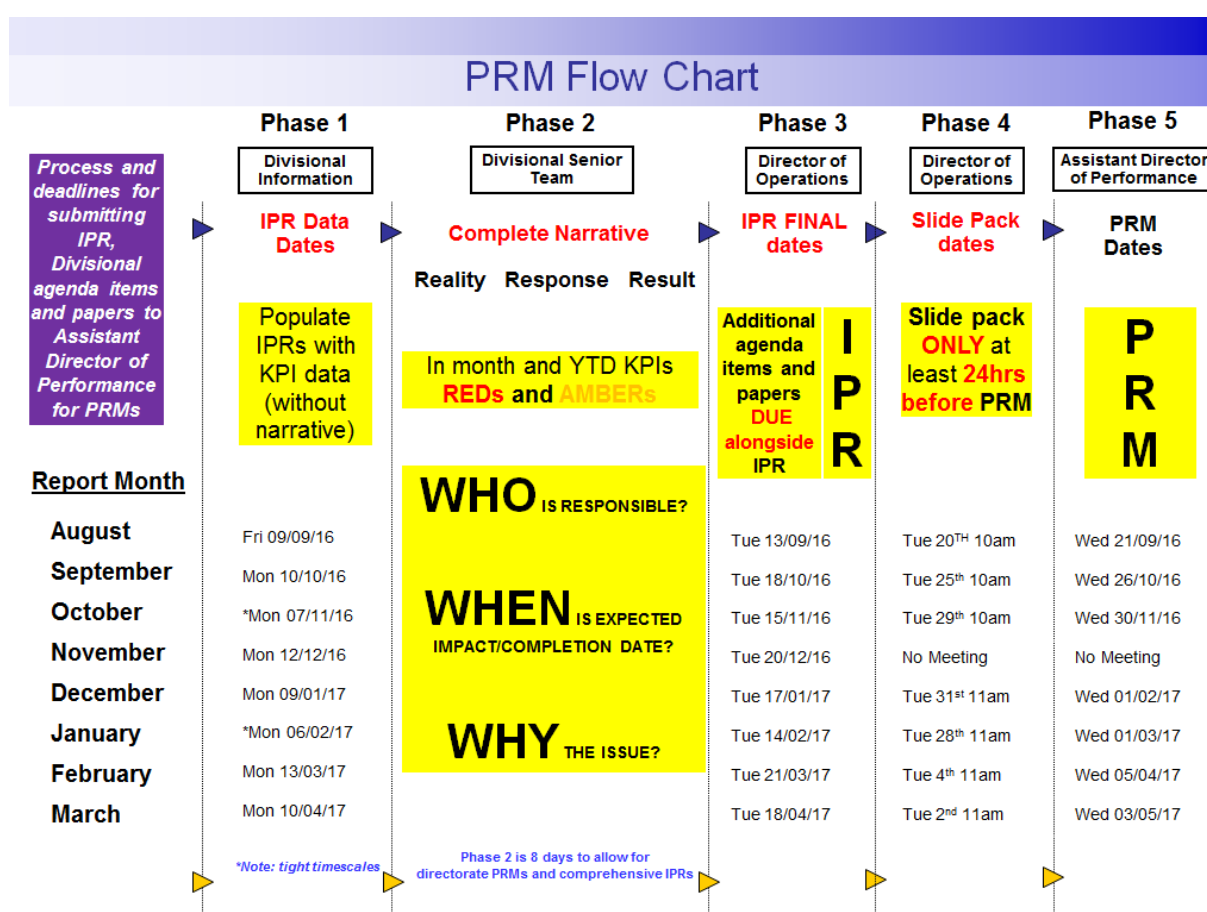 PRM Flow Chart
Process and
deadlines for
submitting
IPR,
Divisional
agenda items
and papers to
Assistant
Director of
Performance
for PRMs
Phase 1
Divisional
Information
IPR Data
Dates
Populate
IPRs with
KPI data
(without
narrative)
Phase 2
Divisional Senior
Team
Complete Narrative
Reality Response Result
In month and YTD KPIs
REDs and AMBERs
WHO IS RESPONSIBLE?
WHEN IS EXPECTED
IMPACT/COMPLETION DATE?
WHY THE ISSUE?
Phase 3
Director of
Operations
IPR FINAL
dates
Additional
agenda
items and
papers
DUE
alongside
IPR
I
P
R
Phase 4
Director of
Operations
Slide Pack
dates
Slide pack
ONLY at
least 24hrs
before PRM
Phase 5
Assistant Director
of Performance
PRM
Dates
P
R
M
Report Month
August Fri 09/09/16 Tue 13/09/16 Tue 20TH 10am Wed 21/09/16
September Mon 10/10/16 Tue 18/10/16 Tue 25th 10am Wed 26/10/16
October *Mon 07/11/16 Tue 15/11/16 Tue 29th 10am Wed 30/11/16
November Mon 12/12/16 Tue 20/12/16 No Meeting No Meeting
December Mon 09/01/17 Tue 17/01/17 Tue 31st 11am Wed 01/02/17
January *Mon 06/02/17 Tue 14/02/17 Tue 28th 11am Wed 01/03/17
February Mon 13/03/17 Tue 21/03/17 Tue 4th 11am Wed 05/04/17
March Mon 10/04/17 Tue 18/04/17 Tue 2nd 11am Wed 03/05/17
*Note: tight timescales
Phase 2 is 8 days to allow for
directorate PRMs and comprehensive IPRs